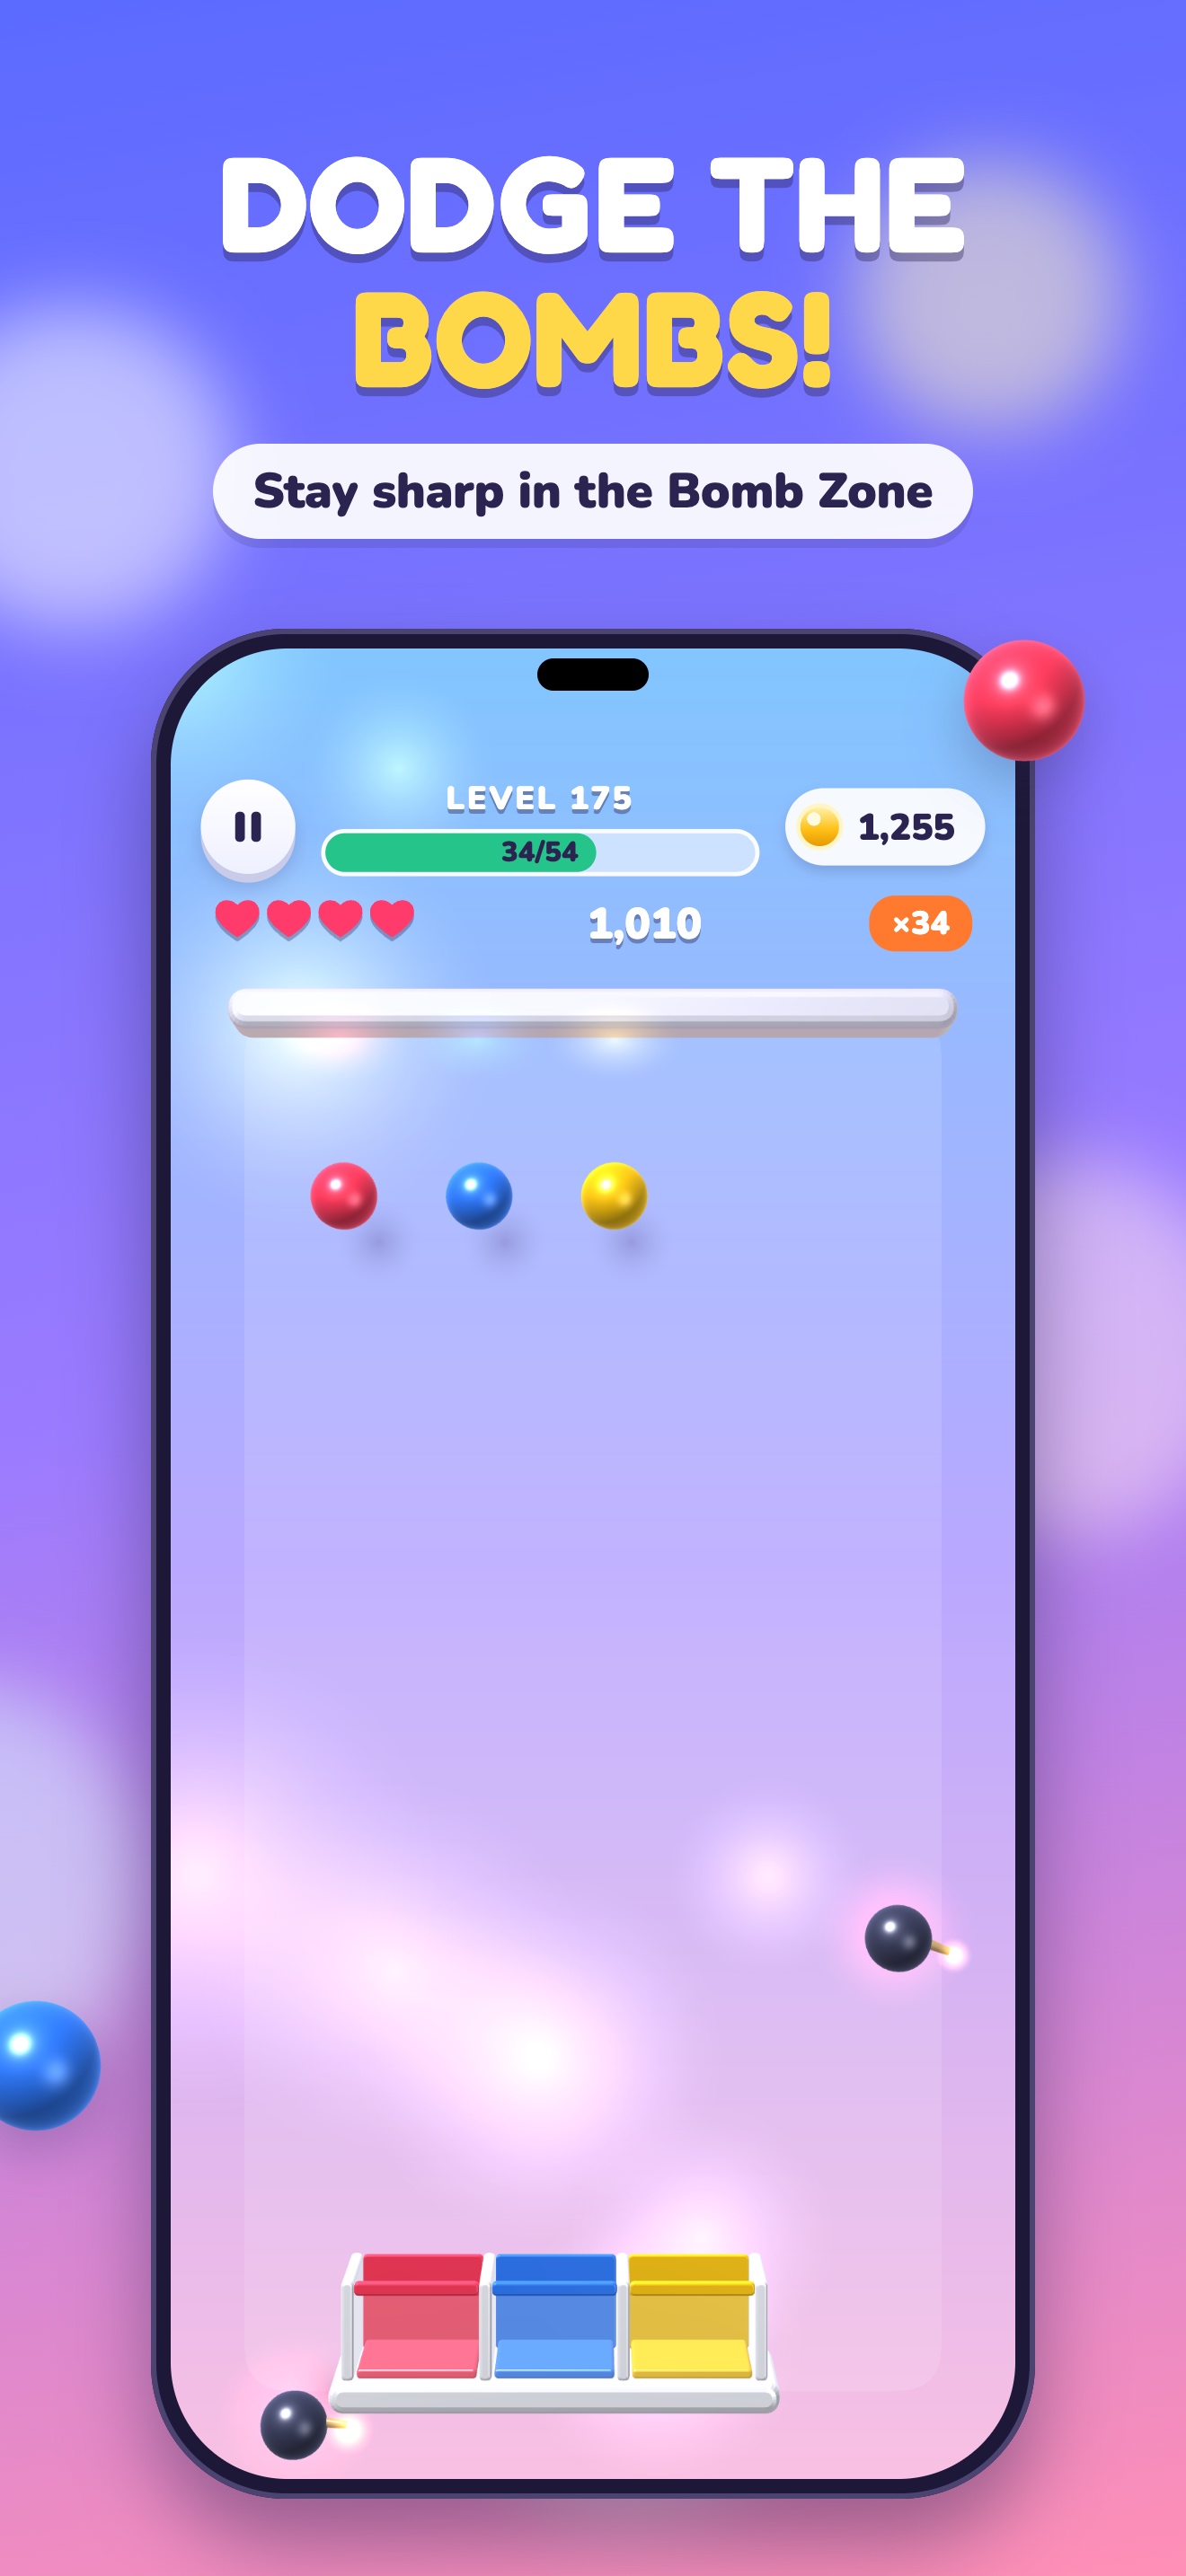 DODGE THE
BOMBS!
Stay sharp in the Bomb Zone
LEVEL 175
34/54
1,255
1,010
×34